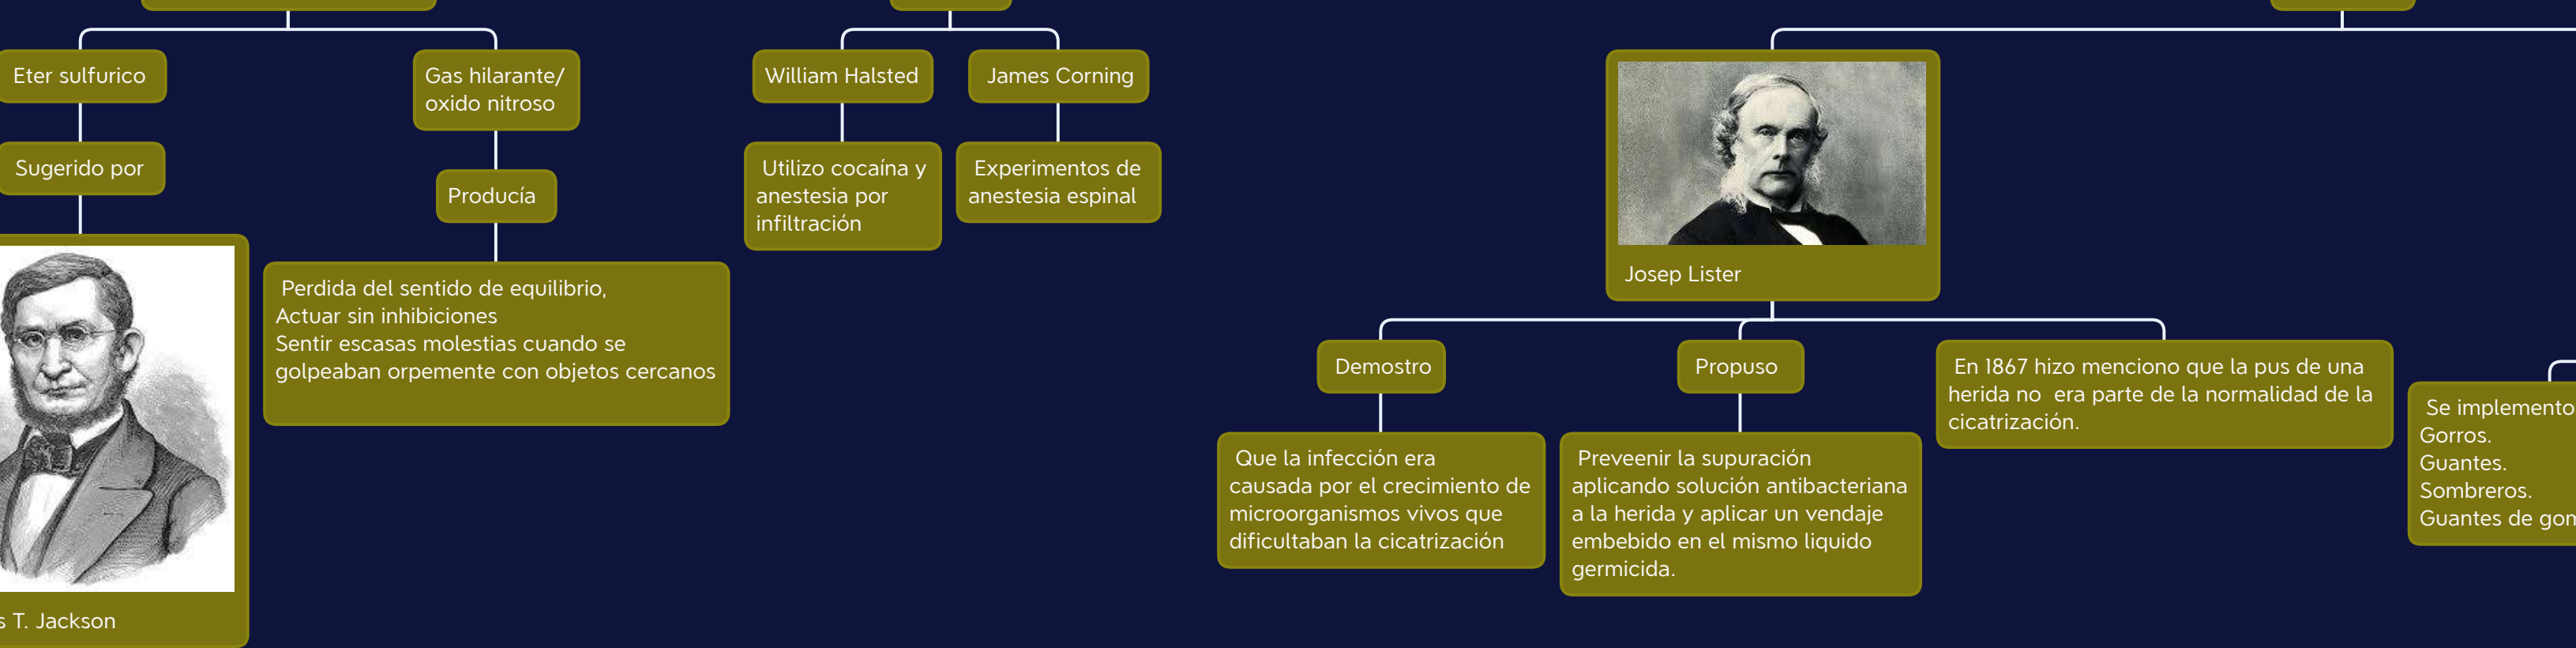 Eter sulfurico
Sugerido por
s T. Jackson
Gas hilarante/
oxido nitroso
Producía
Perdida del sentido de equilibrio,
Actuar sin inhibiciones
Sentir escasas molestias cuando se
golpeaban orpemente con objetos cercanos
William Halsted
Utilizo cocaína y
anestesia por
infiltración
James Corning
Experimentos de
anestesia espinal
Josep Lister
Demostro
Que la infección era
causada por el crecimiento de
microorganismos vivos que
dificultaban la cicatrización
Propuso
Preveenir la supuración
aplicando solución antibacteriana
a la herida y aplicar un vendaje
embebido en el mismo liquido
germicida.
En 1867 hizo menciono que la pus de una
herida no  era parte de la normalidad de la
cicatrización.
Se implemento
Gorros.
Guantes.
Sombreros.
Guantes de